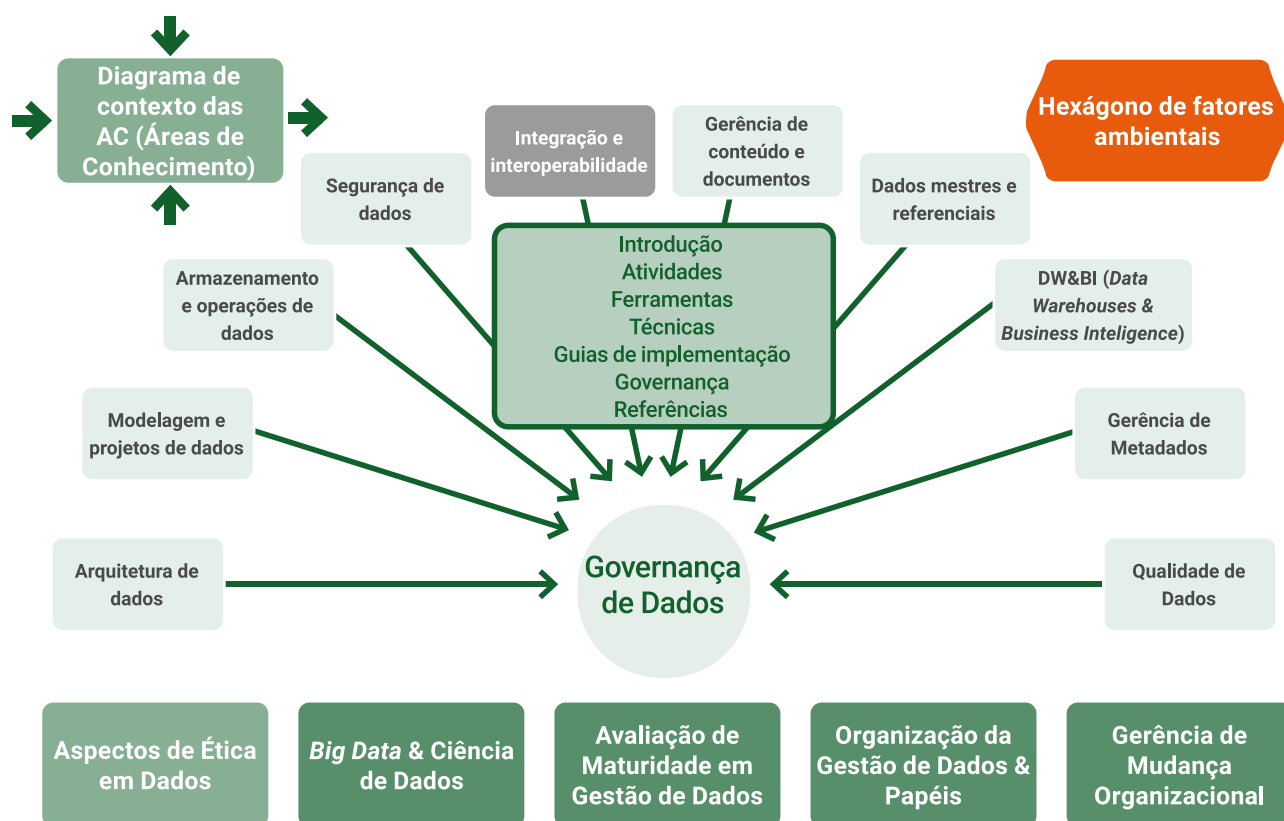 Diagrama de
contexto das
AC (Áreas de
Conhecimento)
Hexágono de fatores
ambientais
Integração e
interoperabilidade
Gerência de
conteúdo e
documentos
Segurança de
dados
Dados mestres e
referenciais
Armazenamento
e operações de
dados
DW&BI (Data
Warehouses &
Business Inteligence)
Introdução
Atividades
Ferramentas
Técnicas
Guias de implementação
Governança
Referências
Modelagem e
projetos de dados
Gerência de
Metadados
Arquitetura de
dados
Governança
de Dados
Qualidade de
Dados
Aspectos de Ética
em Dados
Big Data & Ciência
de Dados
Avaliação de
Maturidade em
Gestão de Dados
Organização da
Gestão de Dados &
Papéis
Gerência de
Mudança
Organizacional